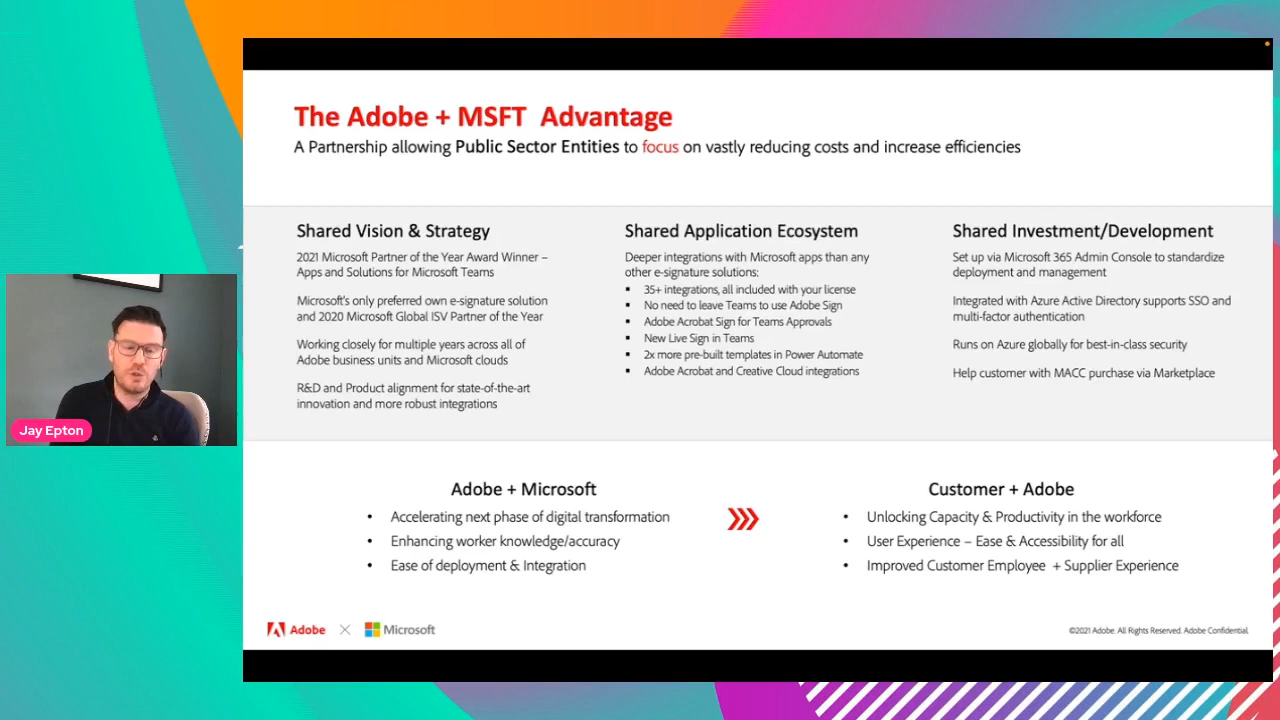 The Adobe + MSFT Advantage
A Partnership allowing Public Sector Entities to focus on vastly reducing costs and increase efficiencies
Shared Vision & Strategy
2021 Microsoft Partner of the Year Award Winner –
Apps and Solutions for Microsoft Teams
Microsoft's only preferred own e-signature solution
and 2020 Microsoft Global ISV Partner of the Year
Working closely for multiple years across all of
Adobe business units and Microsoft clouds
R&D and Product alignment for state-of-the-art
innovation and more robust integrations
Shared Application Ecosystem
Deeper integrations with Microsoft apps than any
other e-signature solutions:
▪ 35+ integrations, all included with your license
▪ No need to leave Teams to use Adobe Sign
▪ Adobe Acrobat Sign for Teams Approvals
▪ New Live Sign in Teams
▪ 2x more pre-built templates in Power Automate
▪ Adobe Acrobat and Creative Cloud integrations
Shared Investment/Development
Set up via Microsoft 365 Admin Console to standardize
deployment and management
Integrated with Azure Active Directory supports SSO and
multi-factor authentication
Runs on Azure globally for best-in-class security
Help customer with MACC purchase via Marketplace
Jay Epton
Adobe + Microsoft
• Accelerating next phase of digital transformation
• Enhancing worker knowledge/accuracy
• Ease of deployment & Integration
Customer + Adobe
• Unlocking Capacity & Productivity in the workforce
• User Experience – Ease & Accessibility for all
• Improved Customer Employee + Supplier Experience
Adobe × Microsoft
©2021 Adobe. All Rights Reserved. Adobe Confidential.